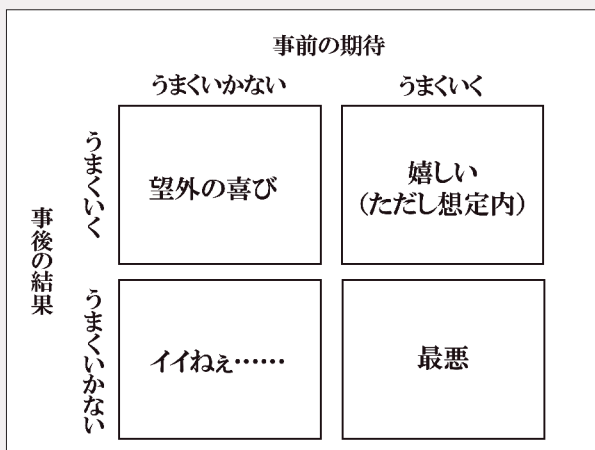 事前の期待
うまくいかない
うまくいく
事後の結果
うまくいく
望外の喜び
嬉しい
(ただし想定内)
うまくいかない
イイねぇ……
最悪